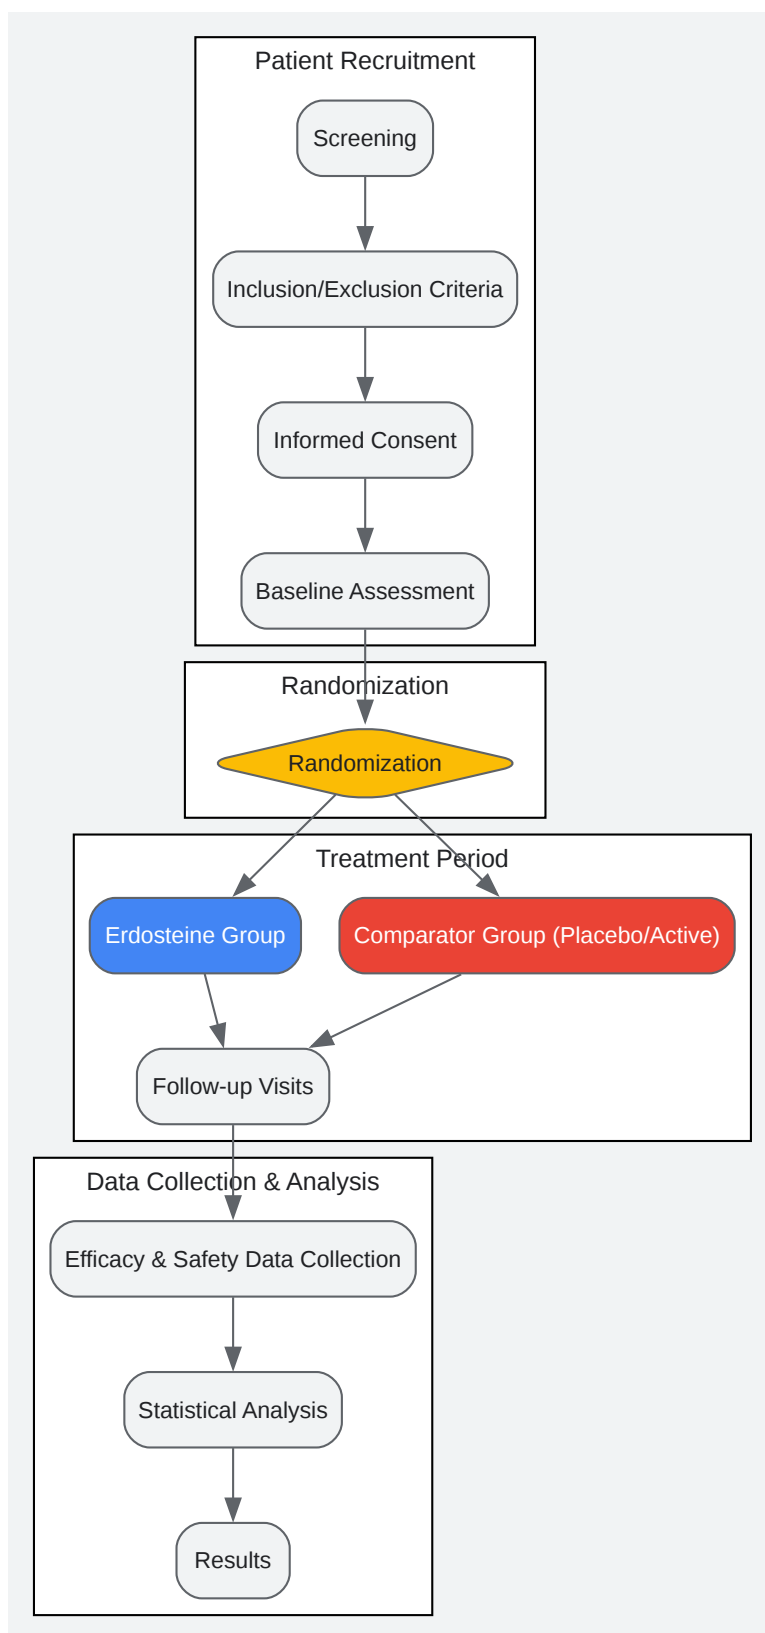 Patient Recruitment
Screening
Inclusion/Exclusion Criteria
Informed Consent
Baseline Assessment
Randomization
Randomization
Treatment Period
Erdosteine Group
Comparator Group (Placebo/Active)
Follow-up Visits
Data Collection & Analysis
Efficacy & Safety Data Collection
Statistical Analysis
Results